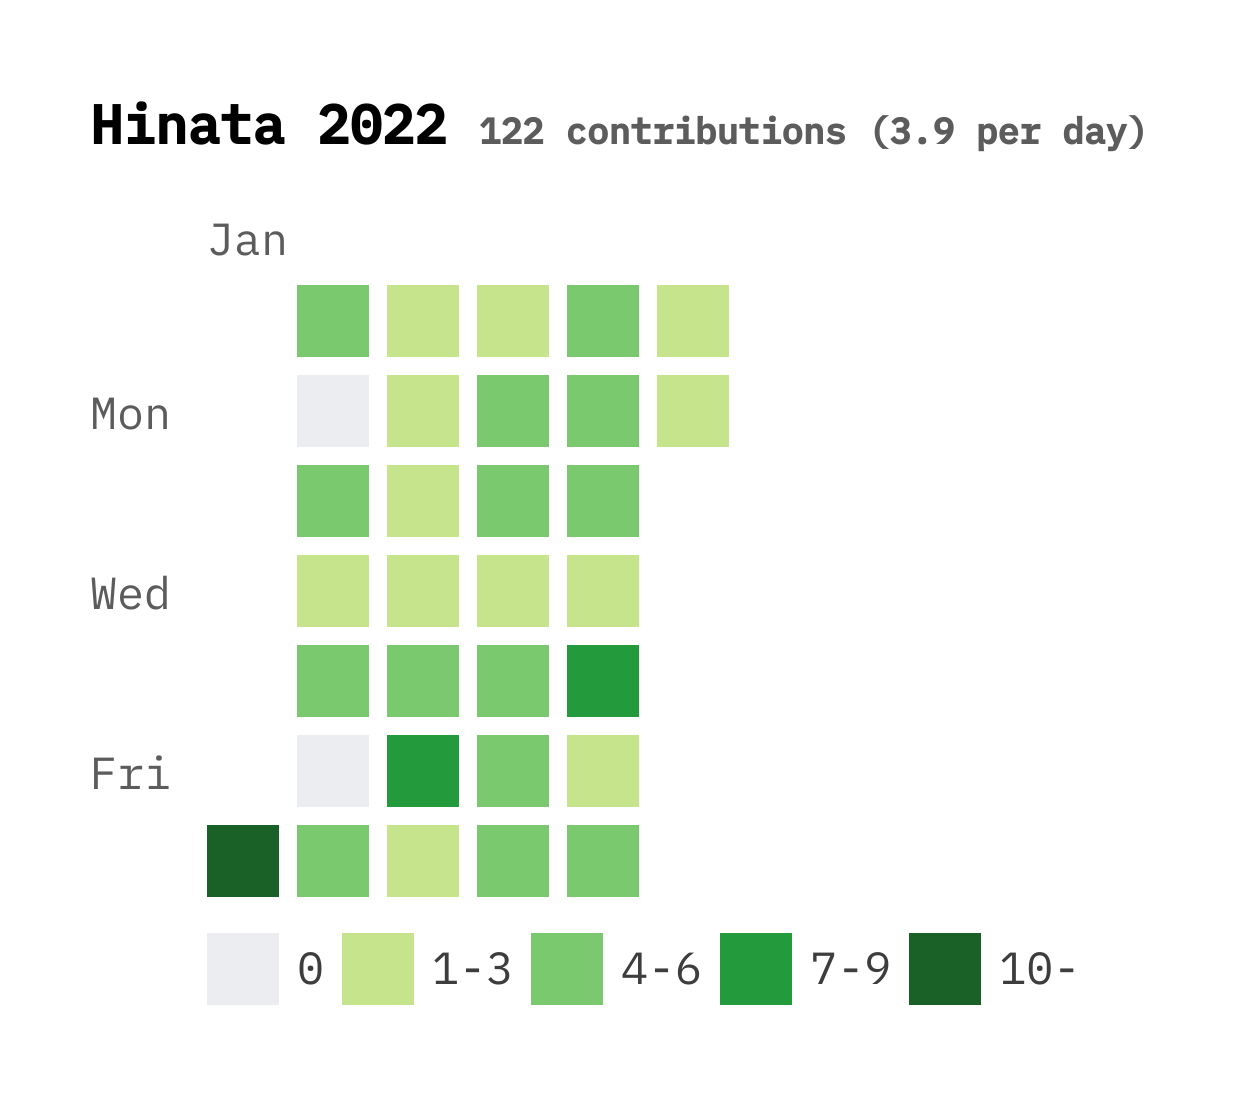 Hinata 2022 122 contributions (3.9 per day)
Jan
Mon
Wed
Fri
0 1-3 4-6 7-9 10-